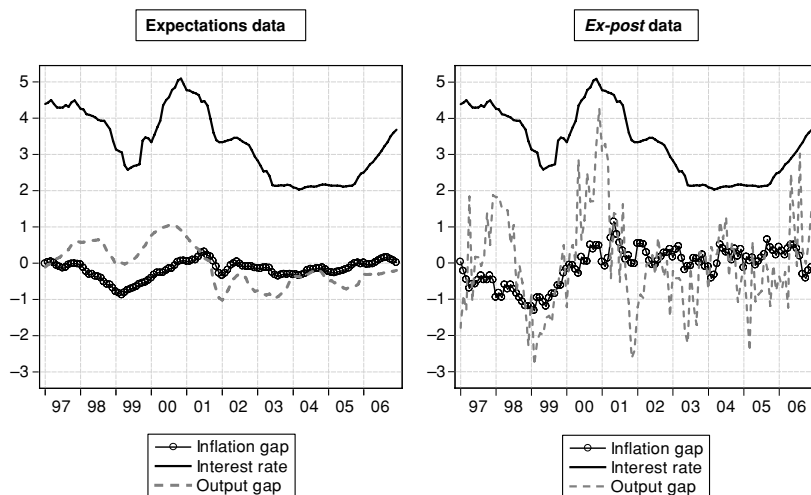 Expectations data
Ex-post data
5
4
3
2
1
0
−1
−2
−3
97 98 99 00 01 02 03 04 05 06
5
4
3
2
1
0
−1
−2
−3
97 98 99 00 01 02 03 04 05 06
Inflation gap
Interest rate
Output gap
Inflation gap
Interest rate
Output gap